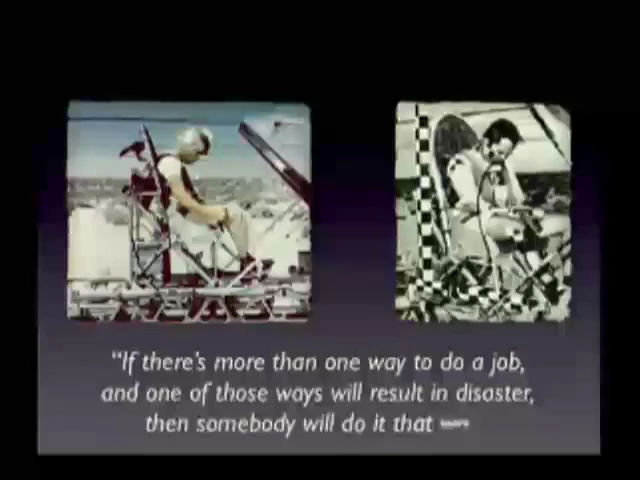 “If there’s more than one way to do a job,
and one of those ways will result in disaster,
then somebody will do it that